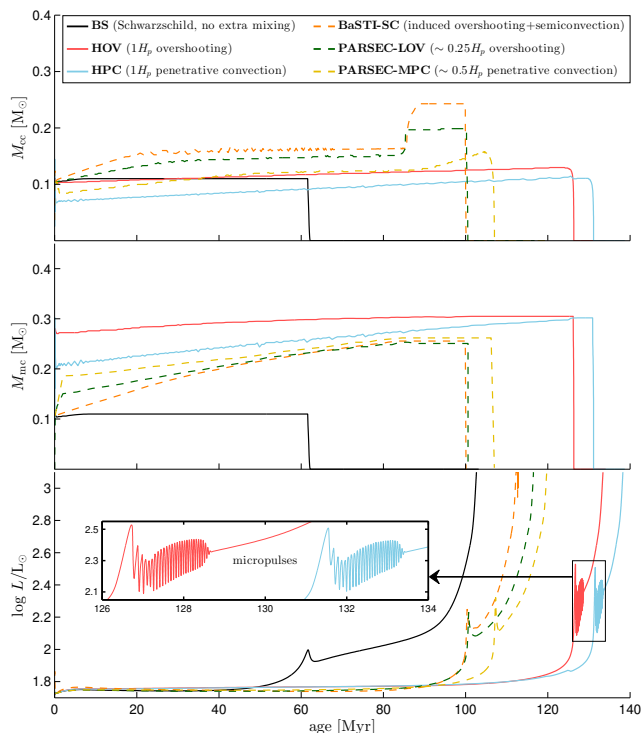 BS (Schwarzschild, no extra mixing)
HOV (1Hp overshooting)
HPC (1Hp penetrative convection)
BaSTI-SC (induced overshooting+semiconvection)
PARSEC-LOV (∼ 0.25Hp overshooting)
PARSEC-MPC (∼ 0.5Hp penetrative convection)
Mcc [M⊙]
0.4
0.3
0.2
0.1
Mmc [M⊙]
0.4
0.3
0.2
0.1
log L/L⊙
3
2.8
2.6
2.4
2.2
2
1.8
2.5
2.3
2.1
micropulses
126 128 130 132 134
0 20 40 60 80 100 120 140
age [Myr]